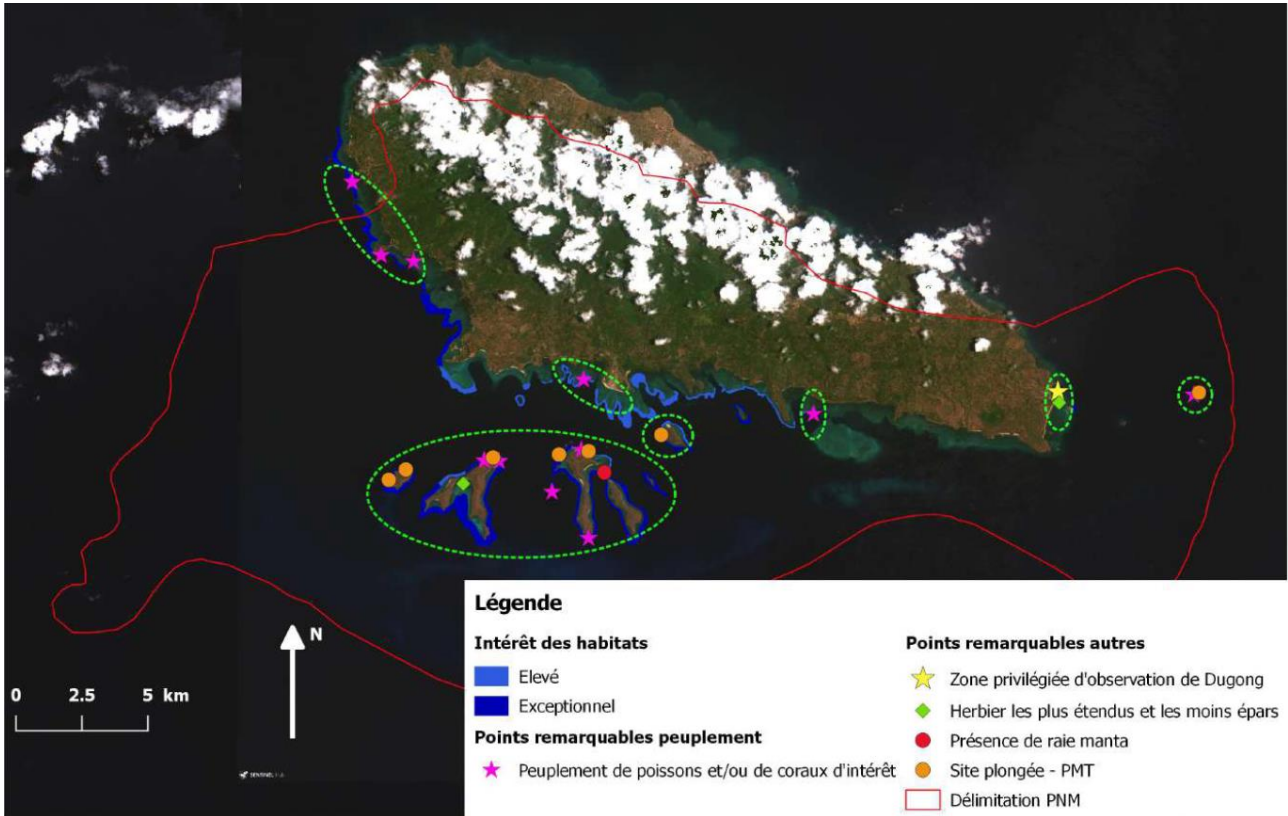 N
0 2.5 5 km
SENTINEL
Légende
Intérêt des habitats
Elevé
Exceptionnel
Points remarquables peuplement
Peuplement de poissons et/ou de coraux d'intérêt
Points remarquables autres
Zone privilégiée d'observation de Dugong
Herbier les plus étendus et les moins épars
Présence de raie manta
Site plongée - PMT
Délimitation PNM